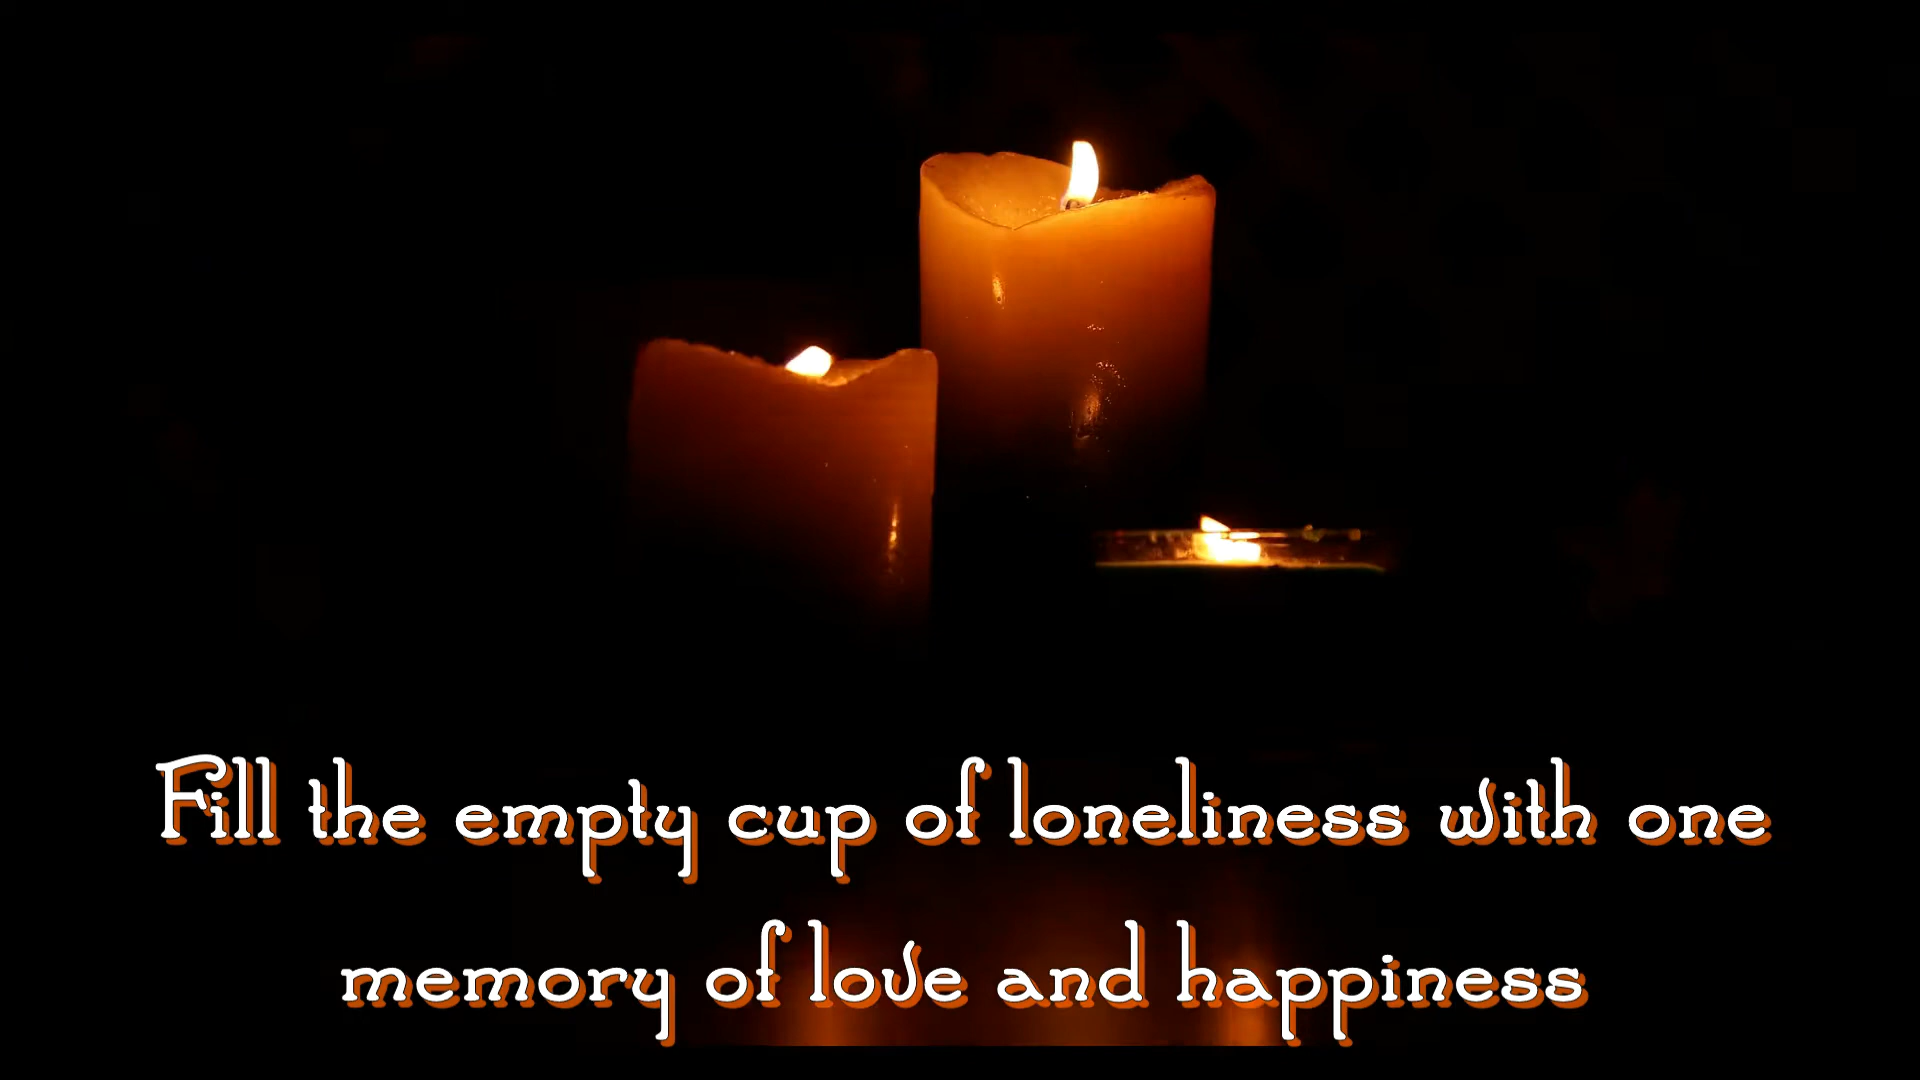 Fill the empty cup of loneliness with one
memory of love and happiness